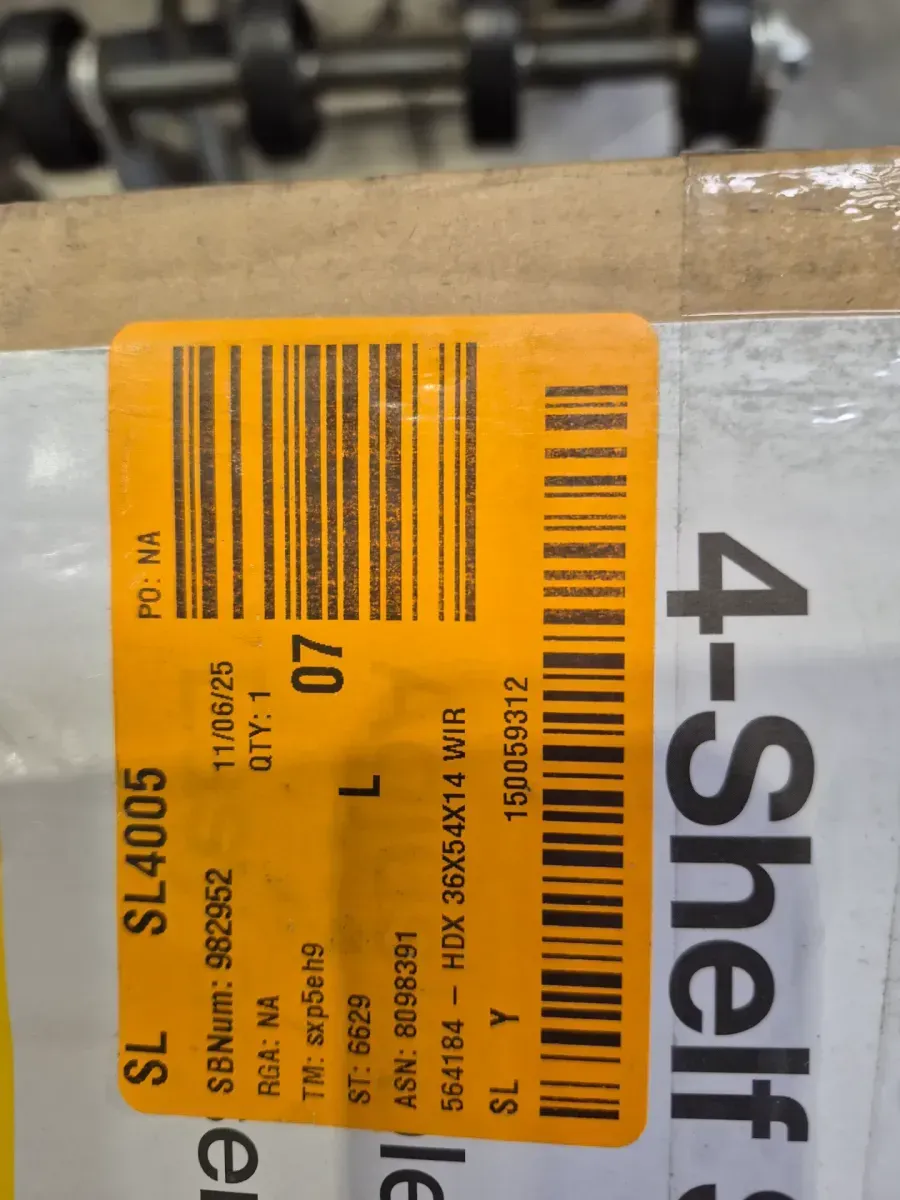 SL SL4005 PO: NA
SBNum: 982952 11/06/25
RGA: NA QTY: 1
TM: sxp5eh9 07
ST: 6629 L
ASN: 8098391
564184 – HDX 36X54X14 WIR
SL Y 150059312
4-Shelf